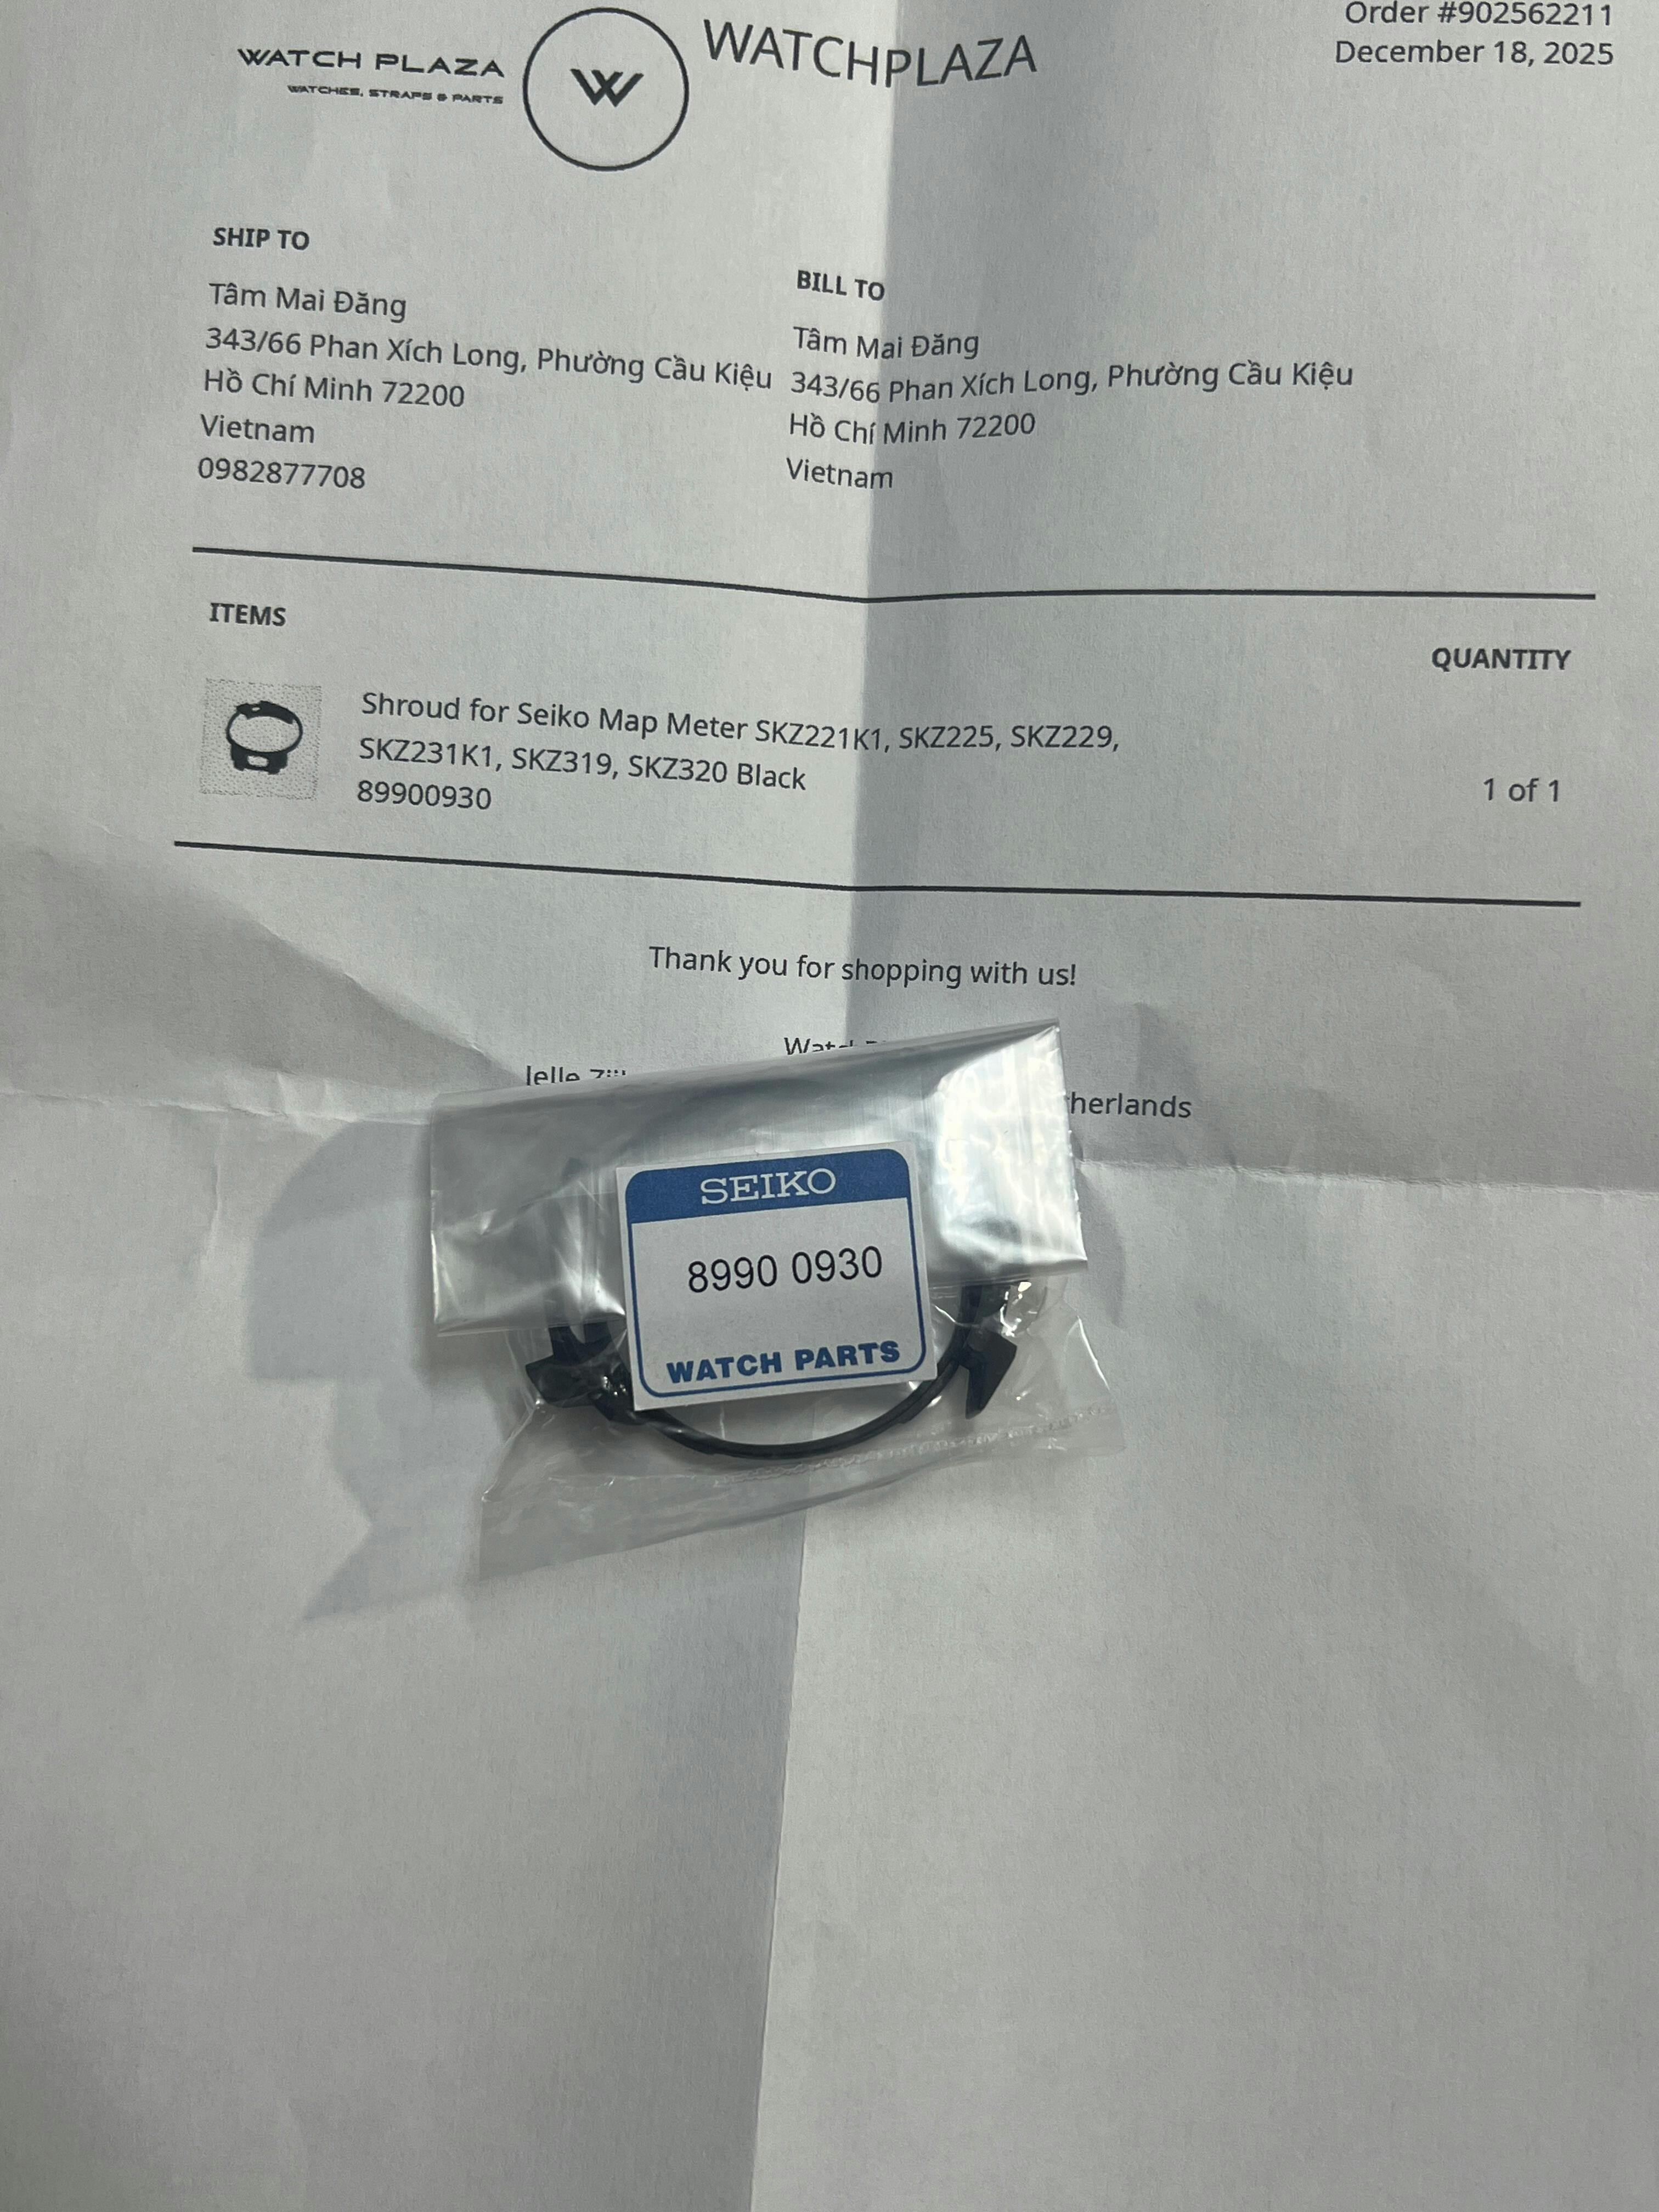 Order #902562211
December 18, 2025
WATCH PLAZA
WATCHES, STRAPS & PARTS
W
WATCHPLAZA
SHIP TO
Tâm Mai Đăng
343/66 Phan Xích Long, Phường Cầu Kiệu
Hồ Chí Minh 72200
Vietnam
0982877708
BILL TO
Tâm Mai Đăng
343/66 Phan Xích Long, Phường Cầu Kiệu
Hồ Chí Minh 72200
Vietnam
ITEMS
QUANTITY
Shroud for Seiko Map Meter SKZ221K1, SKZ225, SKZ229,
SKZ231K1, SKZ319, SKZ320 Black
89900930
1 of 1
Thank you for shopping with us!
Jelle
herlands
SEIKO
8990 0930
WATCH PARTS